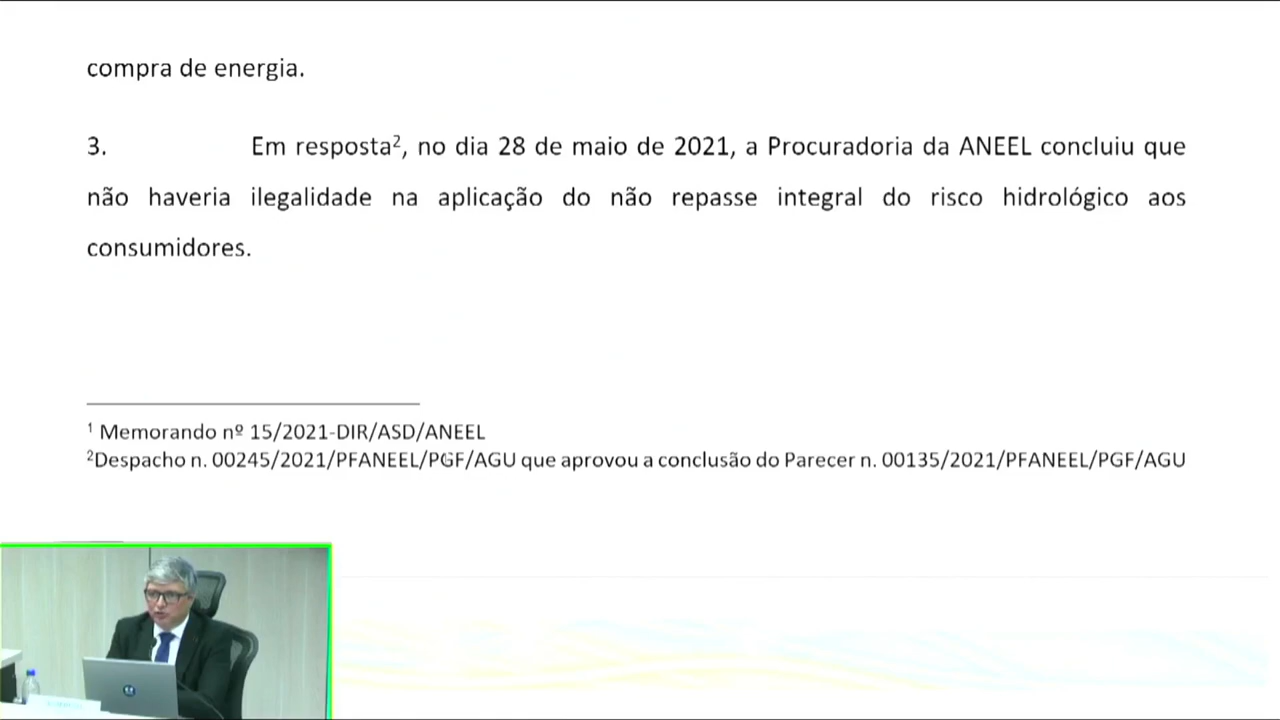 compra de energia.
3. Em resposta², no dia 28 de maio de 2021, a Procuradoria da ANEEL concluiu que
não haveria ilegalidade na aplicação do não repasse integral do risco hidrológico aos
consumidores.
¹ Memorando nº 15/2021-DIR/ASD/ANEEL
²Despacho n. 00245/2021/PFANEEL/PGF/AGU que aprovou a conclusão do Parecer n. 00135/2021/PFANEEL/PGF/AGU